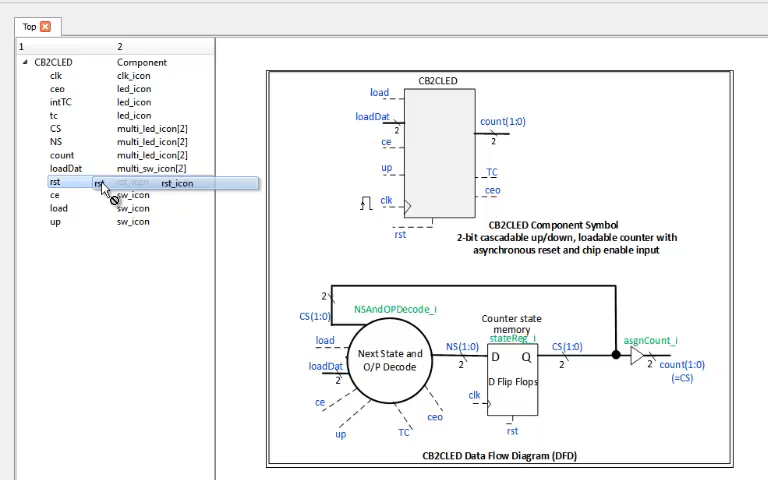 Top
1 2
CB2CLED Component
clk clk_icon
ceo led_icon
intTC led_icon
tc led_icon
CS multi_led_icon[2]
NS multi_led_icon[2]
count multi_led_icon[2]
loadDat multi_sw_icon[2]
rst rst rst_icon rst_icon
ce sw_icon
load sw_icon
up sw_icon
CB2CLED
load
loadDat
2
ce
up
clk
rst
count(1:0)
2
TC
ceo
CB2CLED Component Symbol
2-bit cascadable up/down, loadable counter with
asynchronous reset and chip enable input
2
CS(1:0)
NSAndOPDecode_i
load
loadDat
2
ce
up
TC
ceo
Next State and
O/P Decode
NS(1:0)
2
Counter state
memory
stateReg_i
D Q
D Flip Flops
clk
rst
CS(1:0)
2
asgnCount_i
2 count(1:0)
(=CS)
CB2CLED Data Flow Diagram (DFD)